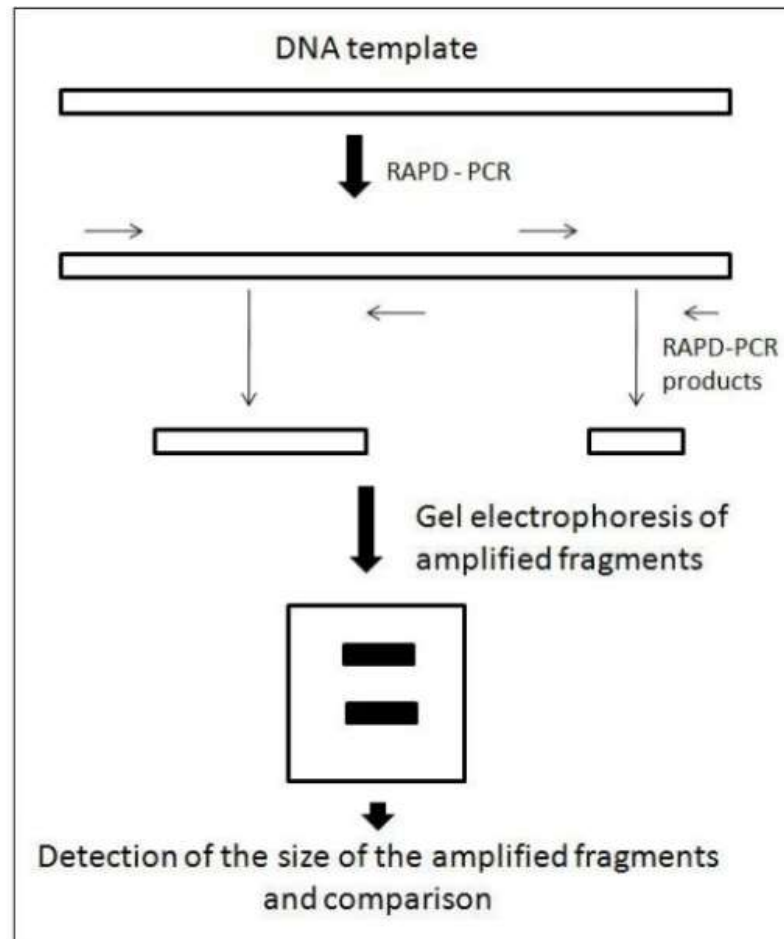 DNA template
RAPD - PCR
RAPD-PCR
products
Gel electrophoresis of
amplified fragments
Detection of the size of the amplified fragments
and comparison